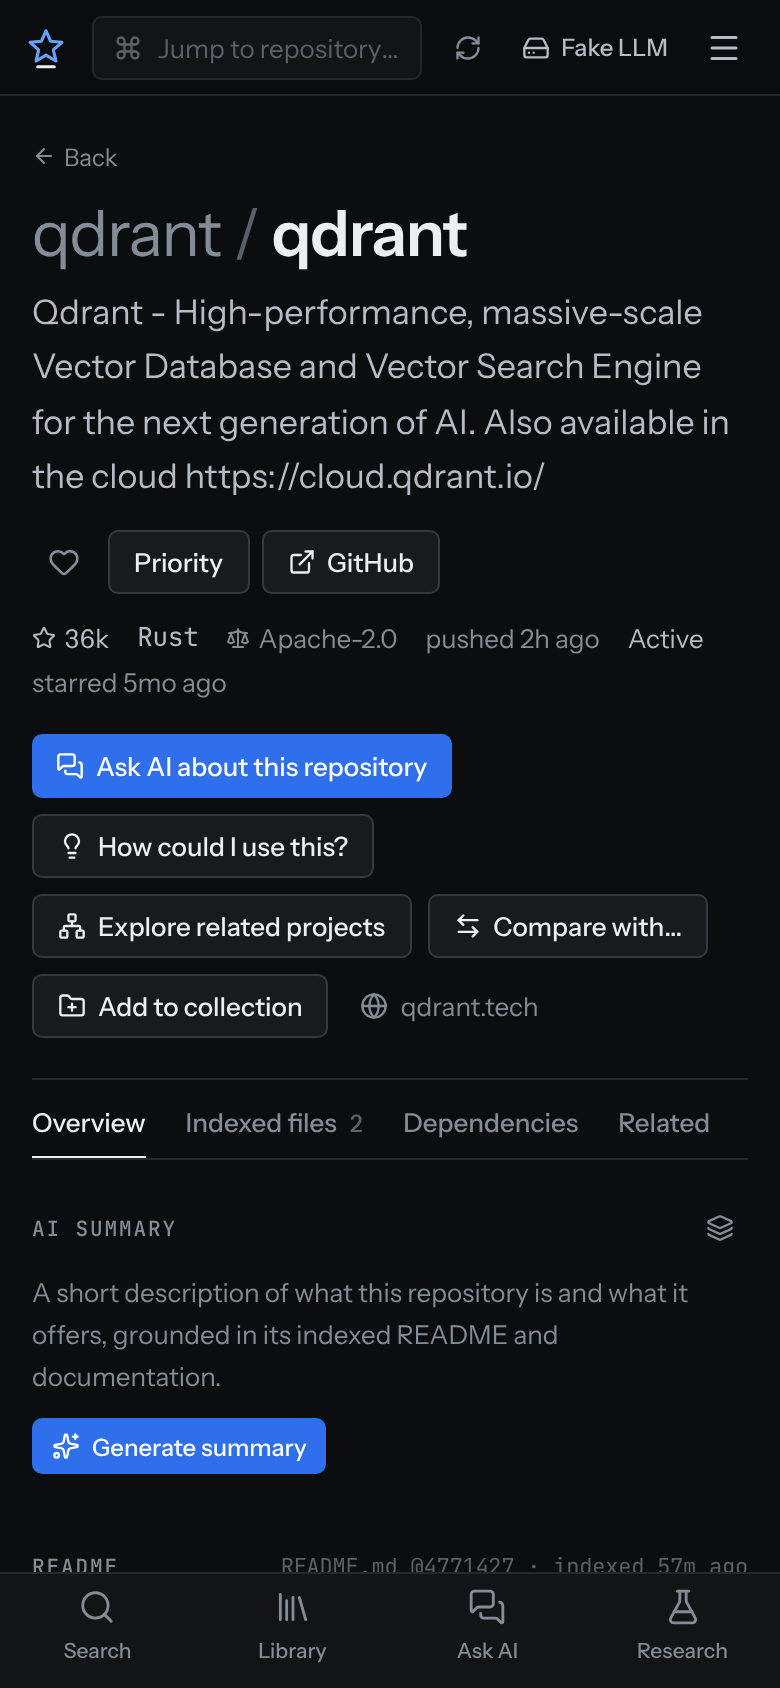 Jump to repository...
Fake LLM
Back
qdrant / qdrant
Qdrant - High-performance, massive-scale
Vector Database and Vector Search Engine
for the next generation of AI. Also available in
the cloud https://cloud.qdrant.io/
Priority
GitHub
36k Rust Apache-2.0 pushed 2h ago Active
starred 5mo ago
Ask AI about this repository
How could I use this?
Explore related projects
Compare with...
Add to collection
qdrant.tech
Overview Indexed files 2 Dependencies Related
AI SUMMARY
A short description of what this repository is and what it
offers, grounded in its indexed README and
documentation.
Generate summary
README README.md @4771427 · indexed 57m ago
Search Library Ask AI Research